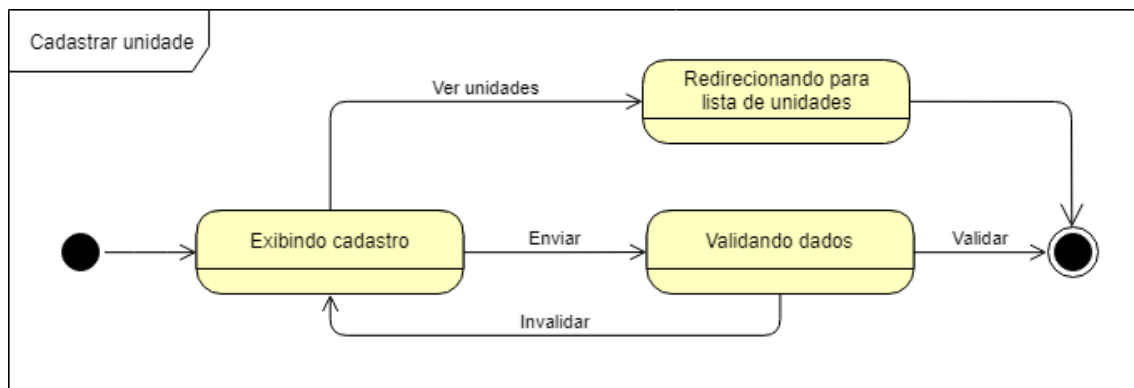 Cadastrar unidade
Ver unidades
Redirecionando para
lista de unidades
Exibindo cadastro
Enviar
Validando dados
Validar
Invalidar